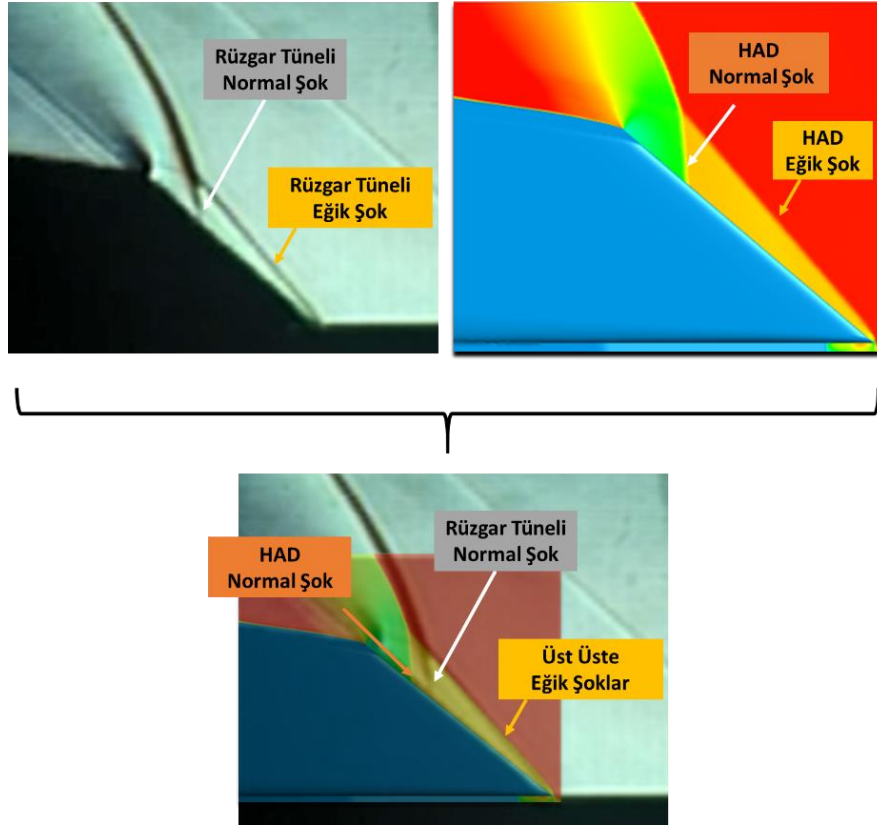 Rüzgar Tüneli
Normal Şok
Rüzgar Tüneli
Eğik Şok
HAD
Normal Şok
HAD
Eğik Şok
HAD
Normal Şok
Rüzgar Tüneli
Normal Şok
Üst Üste
Eğik Şoklar